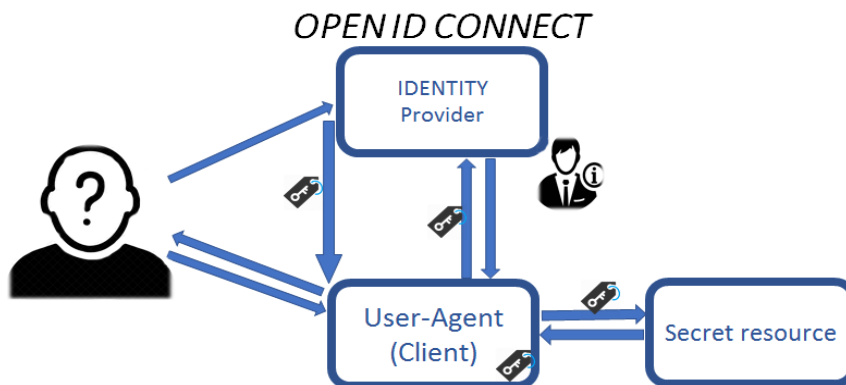 OPEN ID CONNECT
IDENTITY
Provider
?
i
User-Agent
(Client)
Secret resource